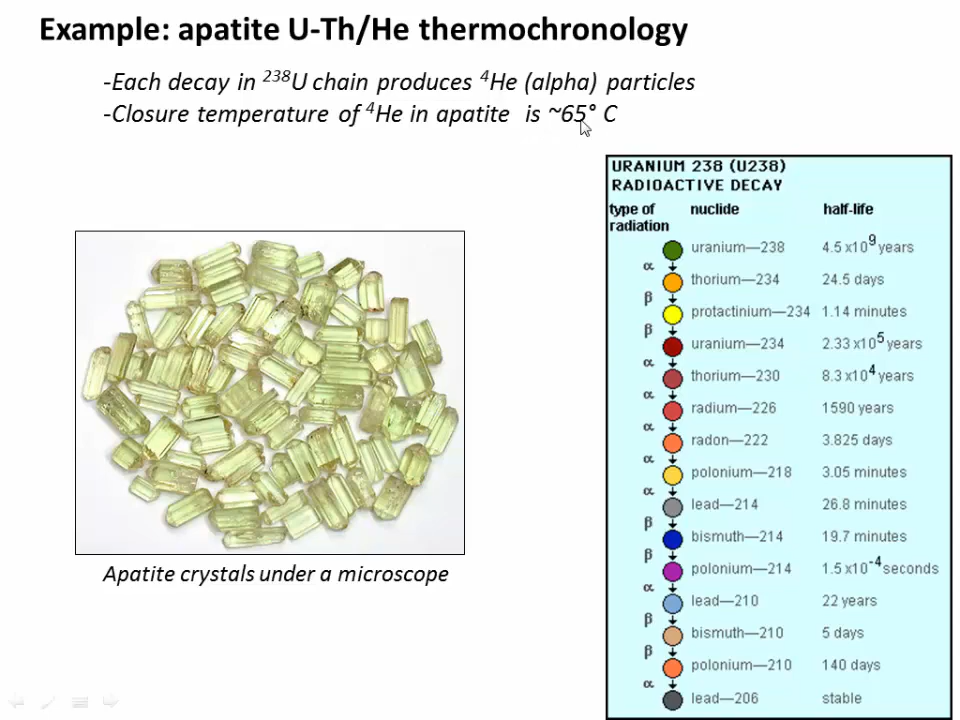 Example: apatite U-Th/He thermochronology
-Each decay in ²³⁸U chain produces ⁴He (alpha) particles
-Closure temperature of ⁴He in apatite is ~65° C
URANIUM 238 (U238)
RADIOACTIVE DECAY
type of radiation nuclide half-life
uranium—238 4.5 x10⁹ years
α
thorium—234 24.5 days
β
protactinium—234 1.14 minutes
β
uranium—234 2.33 x10⁵ years
α
thorium—230 8.3 x10⁴ years
α
radium—226 1590 years
α
radon—222 3.825 days
α
polonium—218 3.05 minutes
α
lead—214 26.8 minutes
β
bismuth—214 19.7 minutes
β
polonium—214 1.5 x10⁻⁴ seconds
α
lead—210 22 years
β
bismuth—210 5 days
β
polonium—210 140 days
α
lead—206 stable
Apatite crystals under a microscope